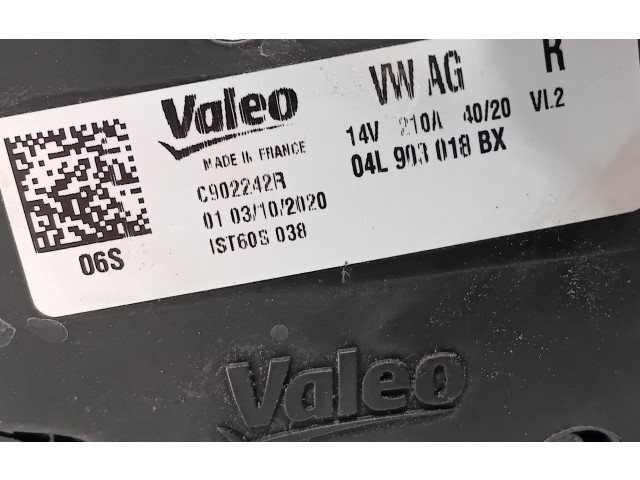 Valeo
VW AG R
MADE IN FRANCE
14V 210A 40/20 VL2
C902242R
04L 903 018 BX
01 03/10/2020
IST60S 038
06S
Valeo